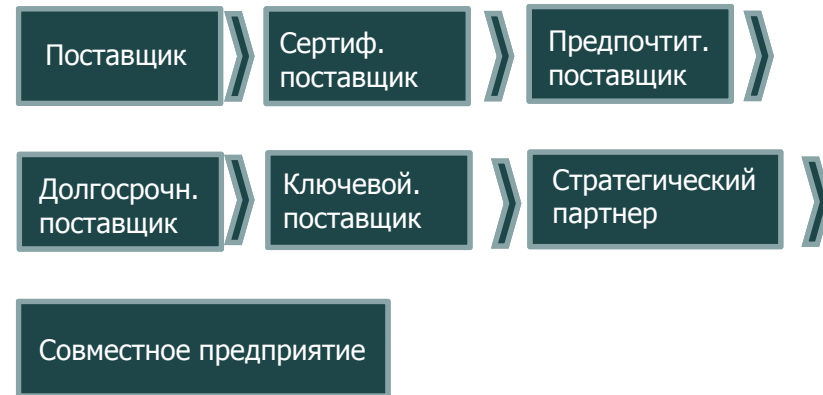 Поставщик
Сертиф.
поставщик
Предпочтит.
поставщик
Долгосрочн.
поставщик
Ключевой.
поставщик
Стратегический
партнер
Совместное предприятие